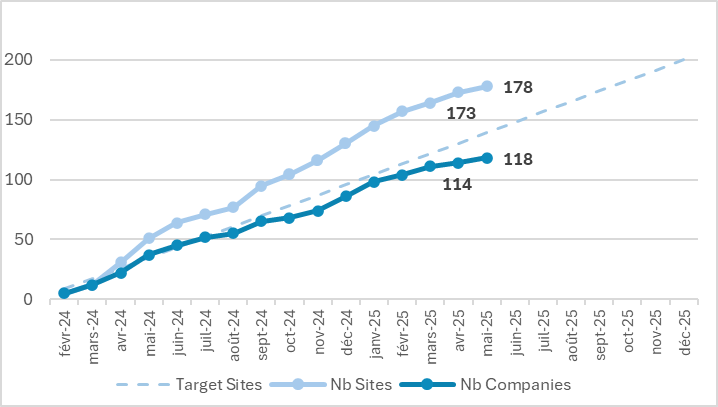 200
150
100
50
0
178
173
118
114
févr-24
mars-24
avr-24
mai-24
juin-24
juil-24
août-24
sept-24
oct-24
nov-24
déc-24
janv-25
févr-25
mars-25
avr-25
mai-25
juin-25
juil-25
août-25
sept-25
oct-25
nov-25
déc-25
Target Sites
Nb Sites
Nb Companies